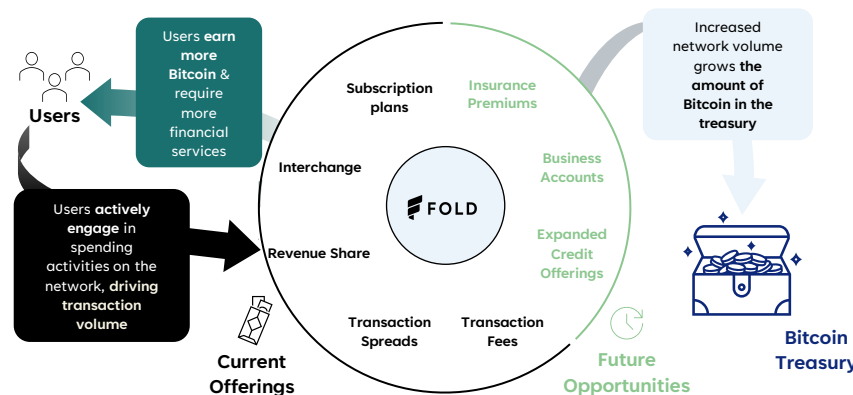 Users earn
more
Bitcoin &
require
more
financial
services
Users
Users actively
engage in
spending
activities on the
network, driving
transaction
volume
Subscription
plans
Interchange
Revenue Share
Transaction
Spreads
Transaction
Fees
Insurance
Premiums
Business
Accounts
Expanded
Credit
Offerings
FOLD
Current
Offerings
Future
Opportunities
Increased
network volume
grows the
amount of
Bitcoin in the
treasury
Bitcoin
Treasury